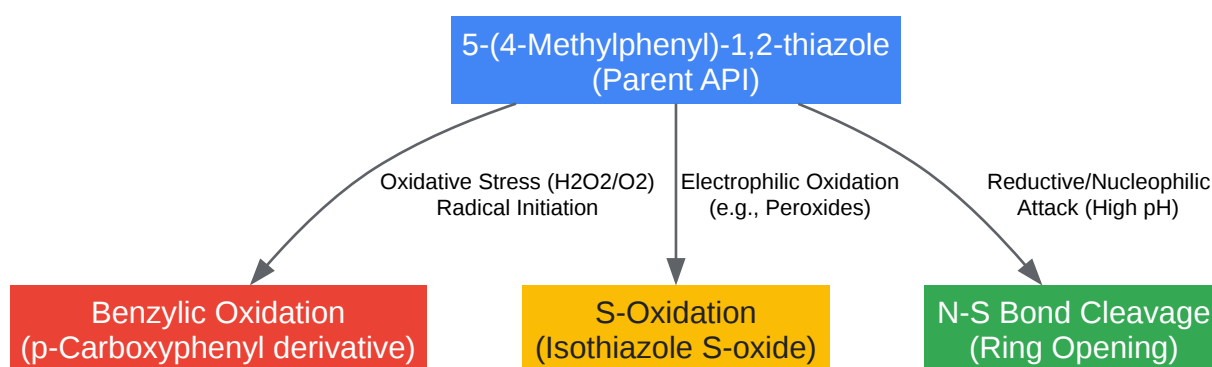 5-(4-Methylphenyl)-1,2-thiazole
(Parent API)
Oxidative Stress (H2O2/O2)
Radical Initiation
Electrophilic Oxidation
(e.g., Peroxides)
Reductive/Nucleophilic
Attack (High pH)
Benzylic Oxidation
(p-Carboxyphenyl derivative)
S-Oxidation
(Isothiazole S-oxide)
N-S Bond Cleavage
(Ring Opening)